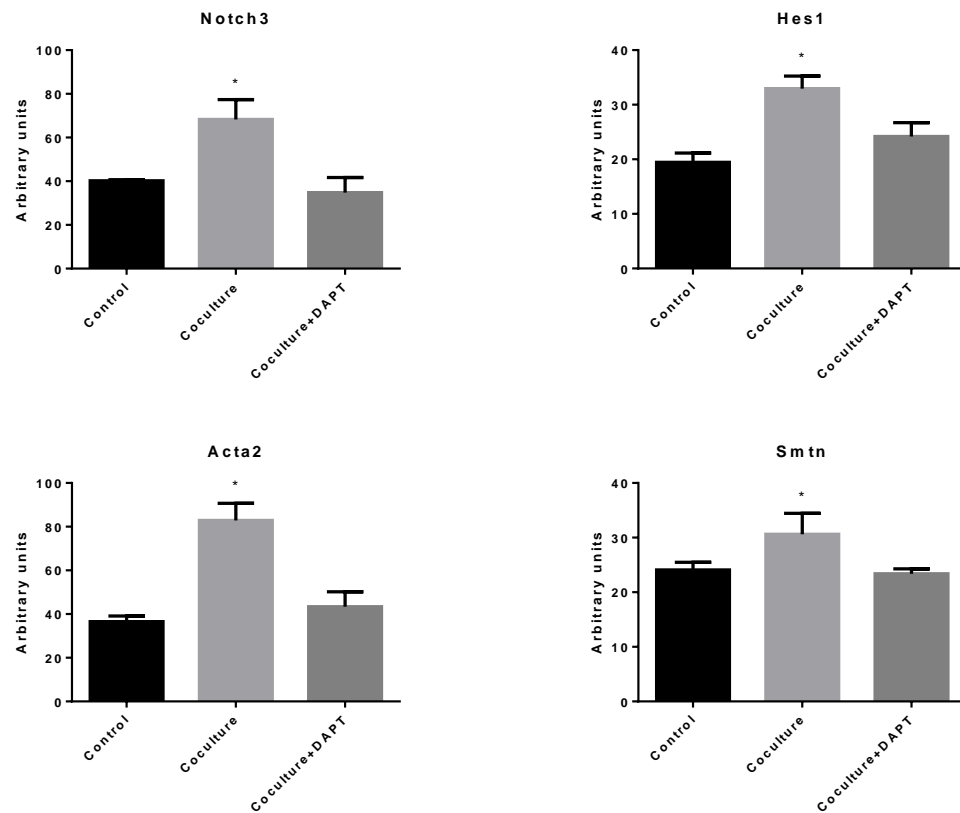 Notch3
Arbitrary units
100
80
60
40
20
0
*
Control
Coculture
Coculture+DAPT
Hes1
Arbitrary units
40
30
20
10
0
*
Control
Coculture
Coculture+DAPT
Acta2
Arbitrary units
100
80
60
40
20
0
*
Control
Coculture
Coculture+DAPT
Smtn
Arbitrary units
40
30
20
10
0
*
Control
Coculture
Coculture+DAPT